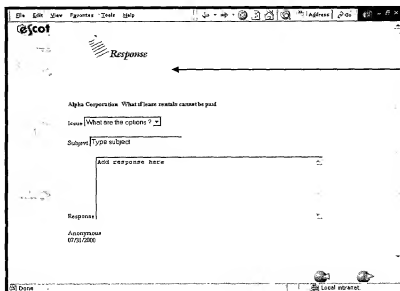 File Edit View Favorites Tools Help
Address Go
escot
Response
Alpha Corporation What if lease rentals cannot be paid
Issue What are the options ?
Subject Type subject
Add response here
Response
Anonymous
07/31/2000
Done
Local intranet